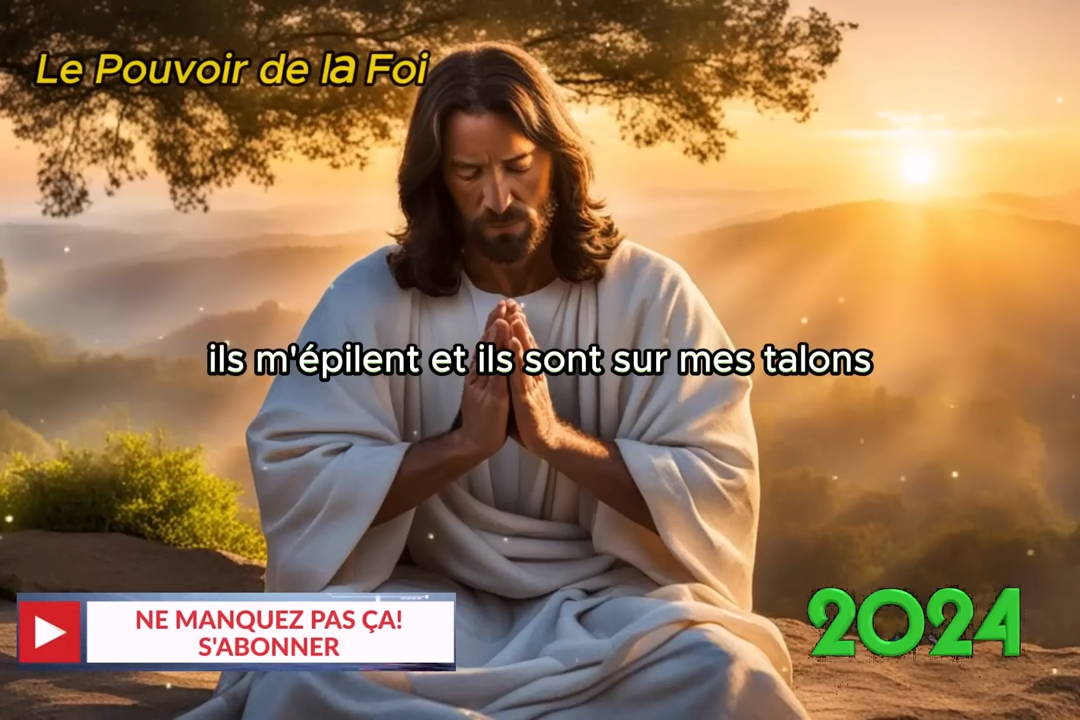 Le Pouvoir de la Foi
ils m'épilent et ils sont sur mes talons
NE MANQUEZ PAS ÇA!
S'ABONNER
2024